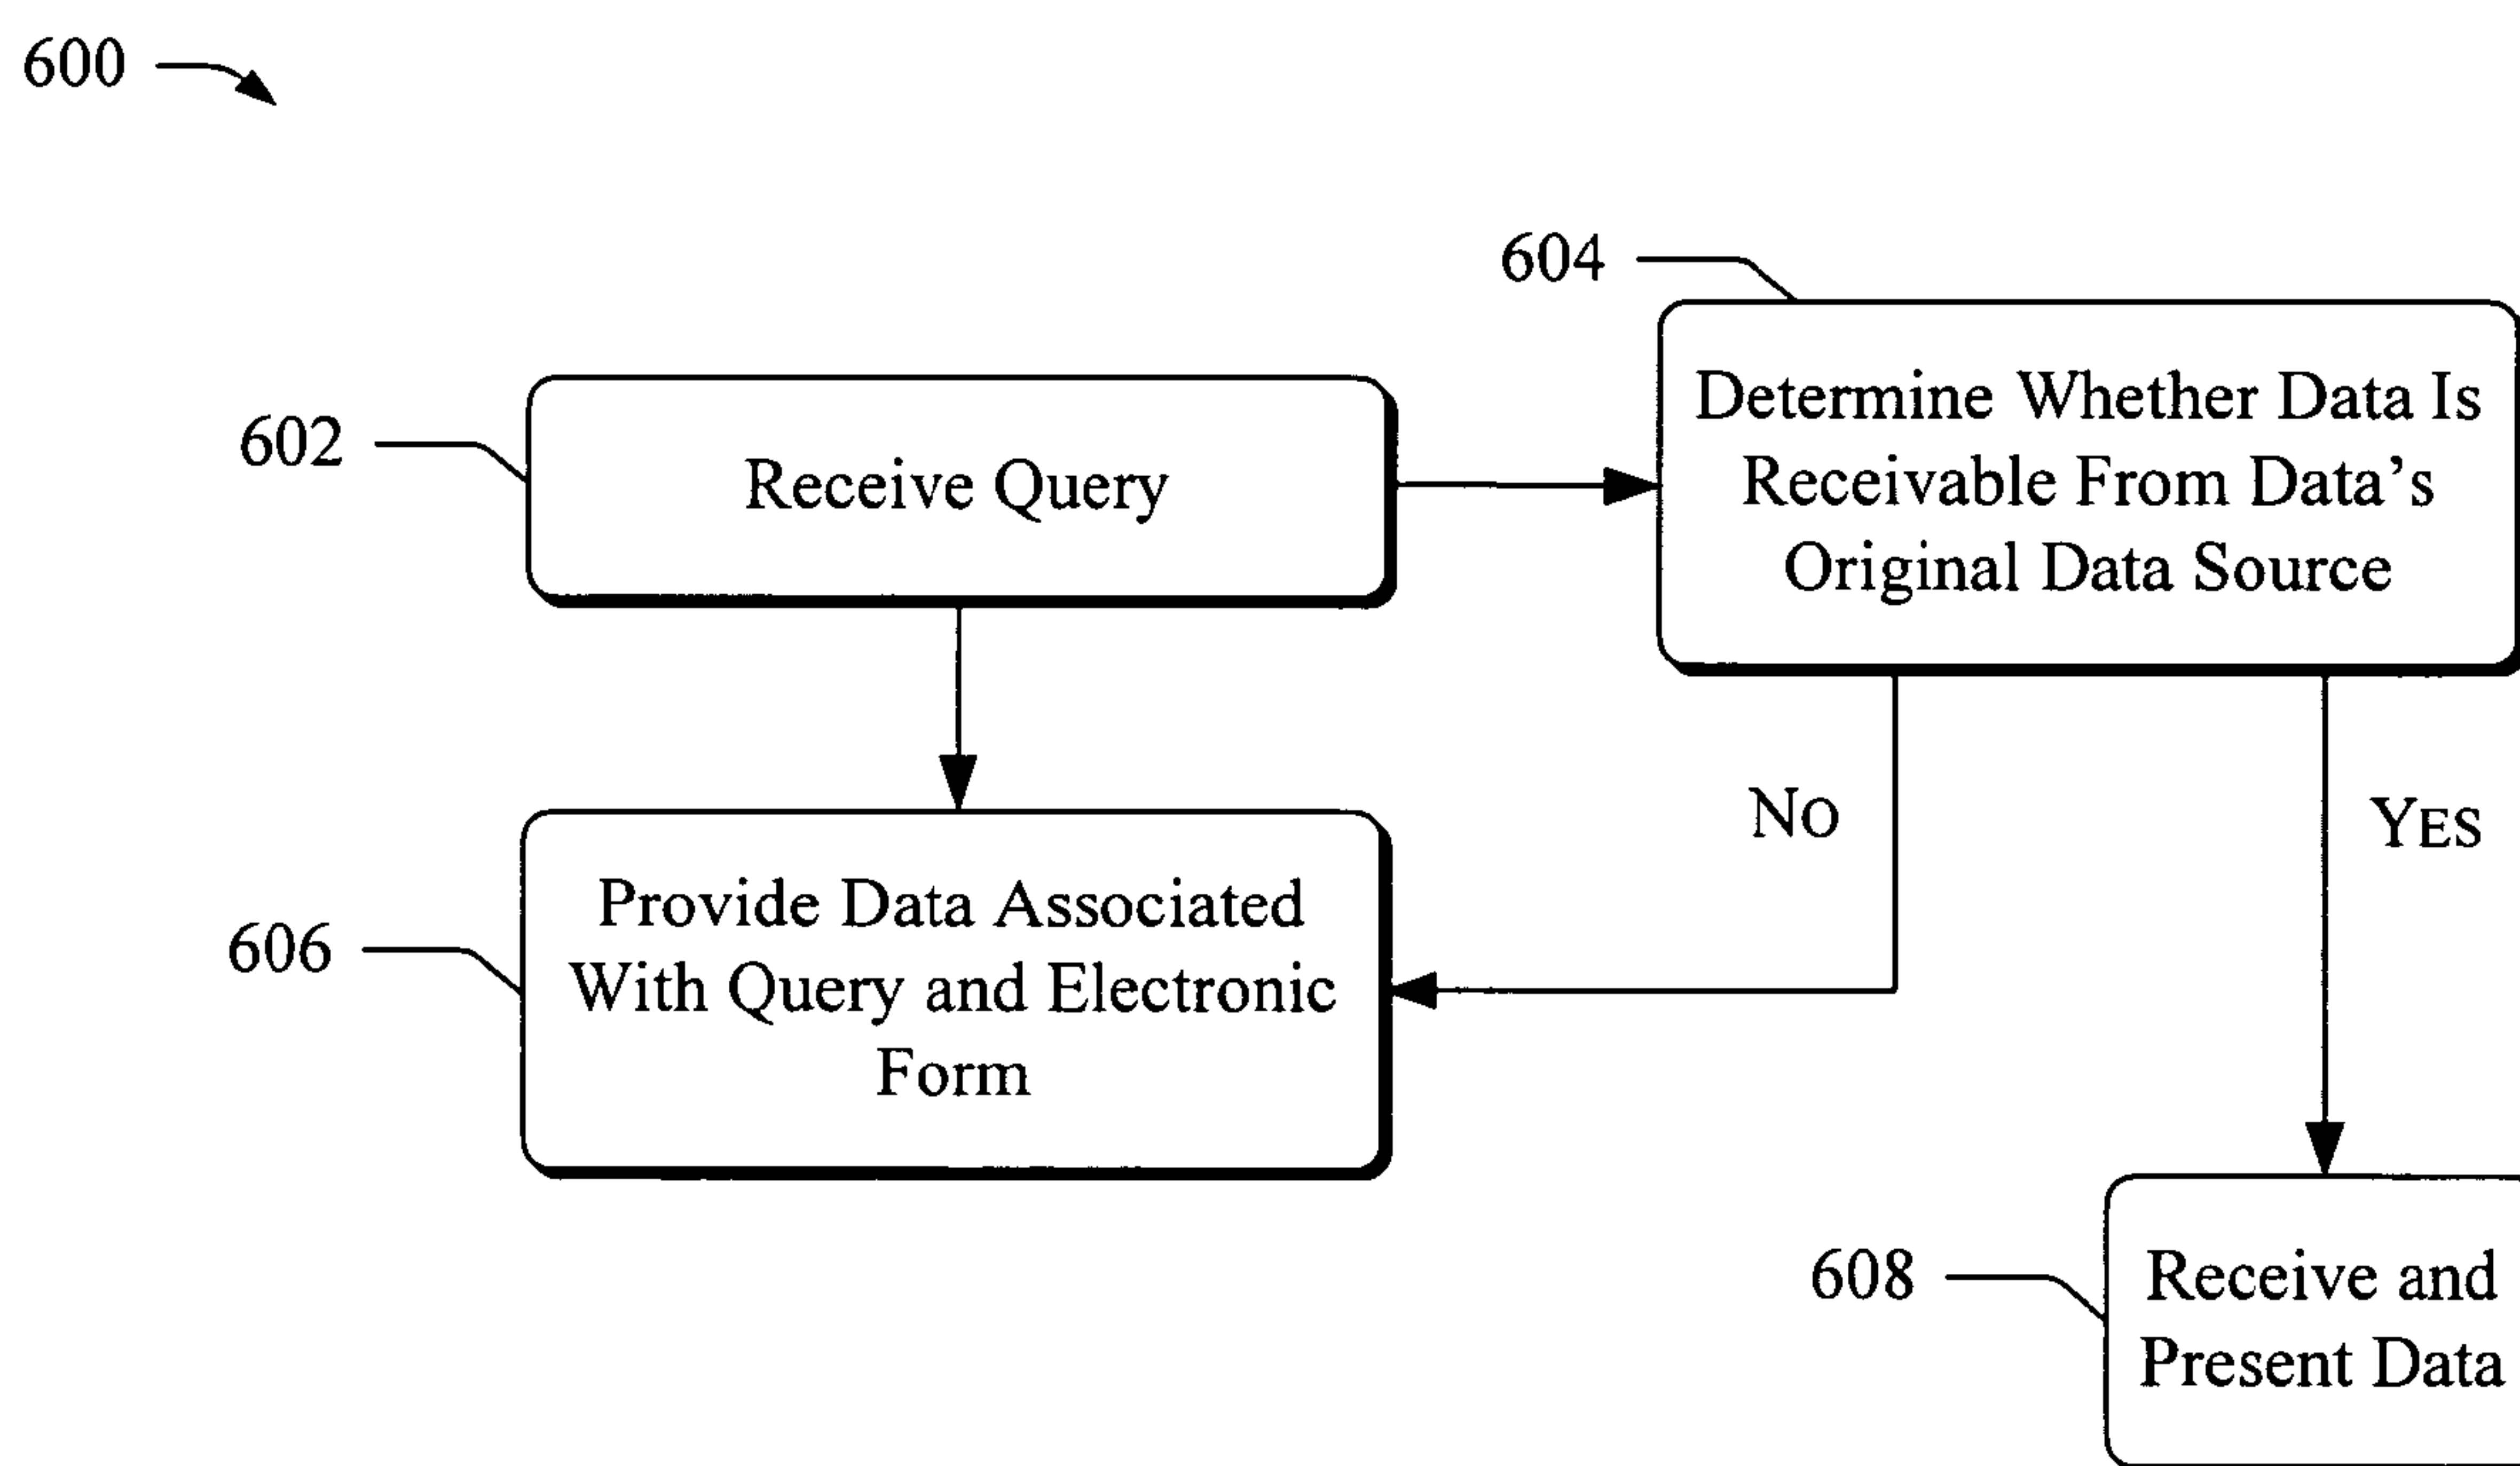 600
604
Determine Whether Data Is
Receivable From Data's
Original Data Source
602
Receive Query
No
Yes
606
Provide Data Associated
With Query and Electronic
Form
608
Receive and
Present Data